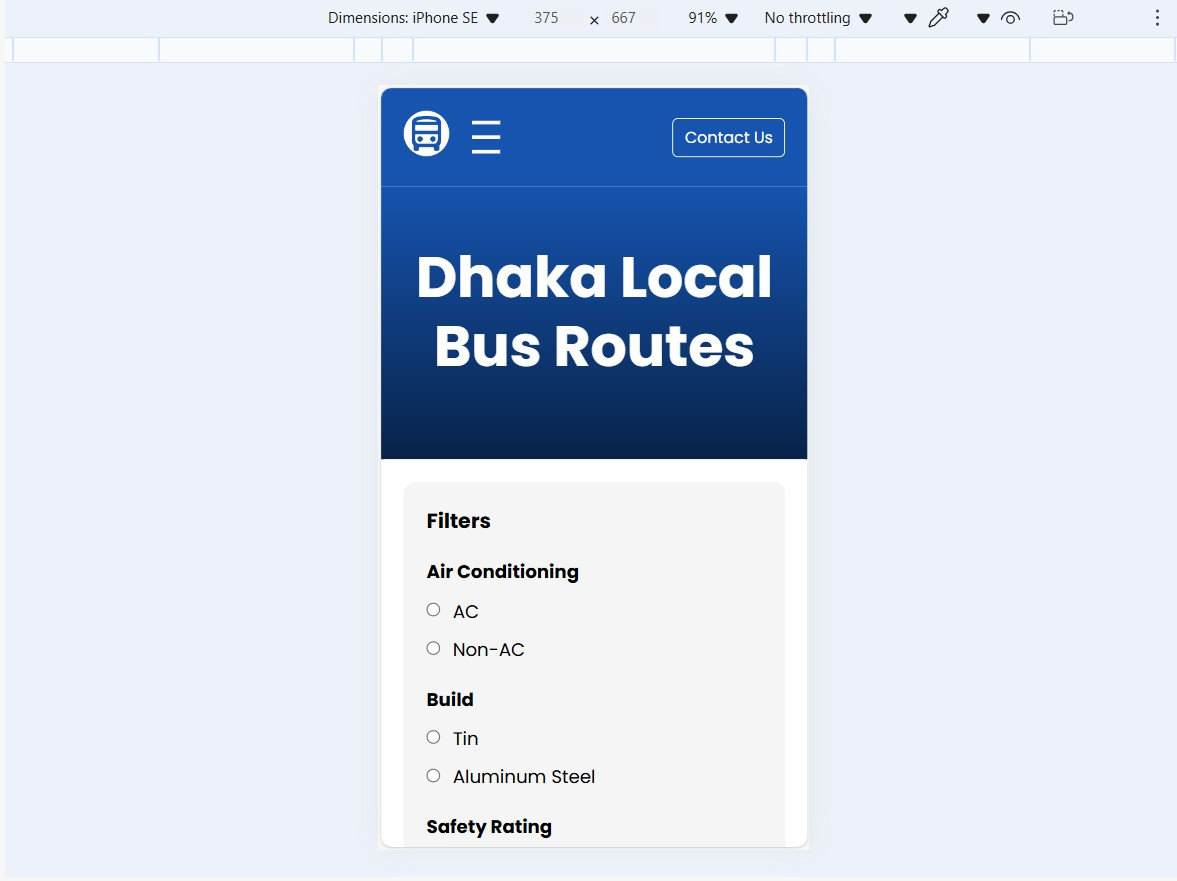 Dimensions: iPhone SE 375 × 667 91% No throttling
Contact Us
Dhaka Local
Bus Routes
Filters
Air Conditioning
AC
Non-AC
Build
Tin
Aluminum Steel
Safety Rating